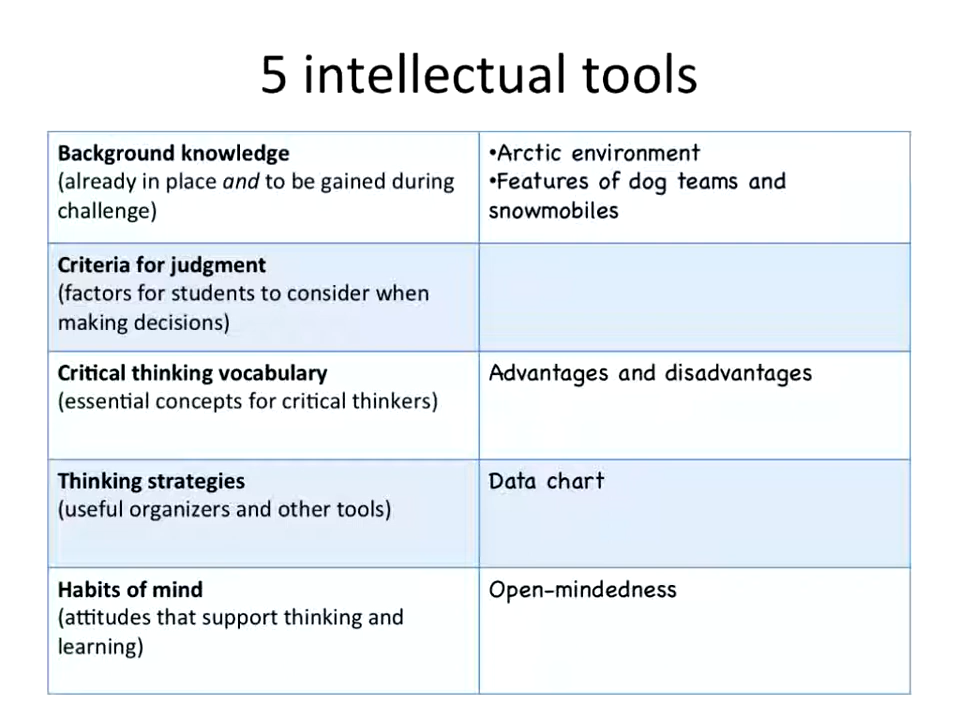 5 intellectual tools
Background knowledge
(already in place and to be gained during
challenge)
•Arctic environment
•Features of dog teams and
snowmobiles
Criteria for judgment
(factors for students to consider when
making decisions)
Critical thinking vocabulary
(essential concepts for critical thinkers)
Advantages and disadvantages
Thinking strategies
(useful organizers and other tools)
Data chart
Habits of mind
(attitudes that support thinking and
learning)
Open-mindedness